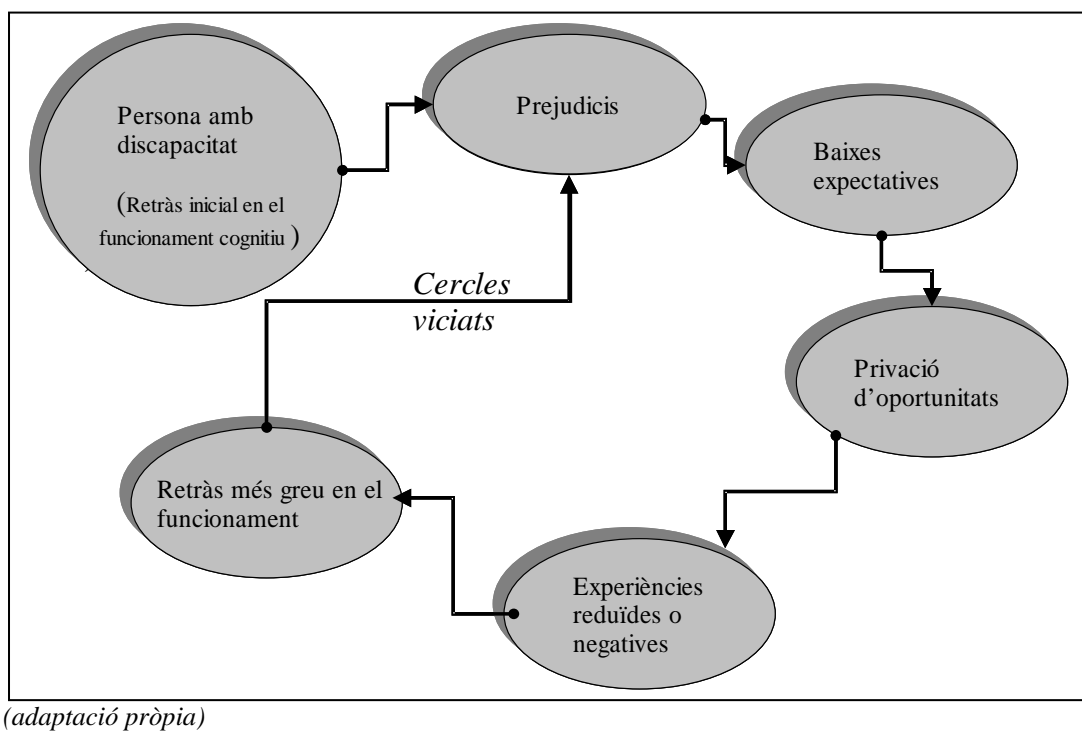 Persona amb
discapacitat
(Retràs inicial en el
funcionament cognitiu )
Prejudicis
Baixes
expectatives
Privació
d’oportunitats
Experiències
reduïdes o
negatives
Retràs més greu en el
funcionament
Cercles
viciats
(adaptació pròpia)